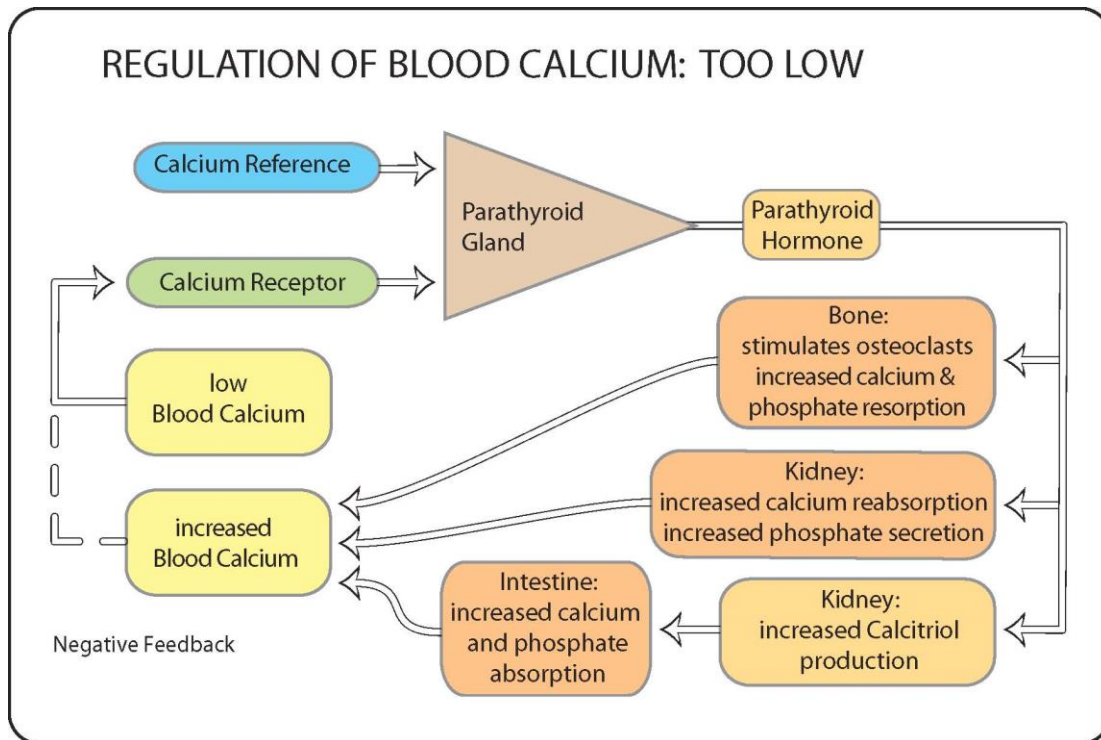 REGULATION OF BLOOD CALCIUM: TOO LOW
Calcium Reference
Parathyroid
Gland
Parathyroid
Hormone
Calcium Receptor
Bone:
stimulates osteoclasts
increased calcium &
phosphate resorption
low
Blood Calcium
Kidney:
increased calcium reabsorption
increased phosphate secretion
increased
Blood Calcium
Intestine:
increased calcium
and phosphate
absorption
Kidney:
increased Calcitriol
production
Negative Feedback